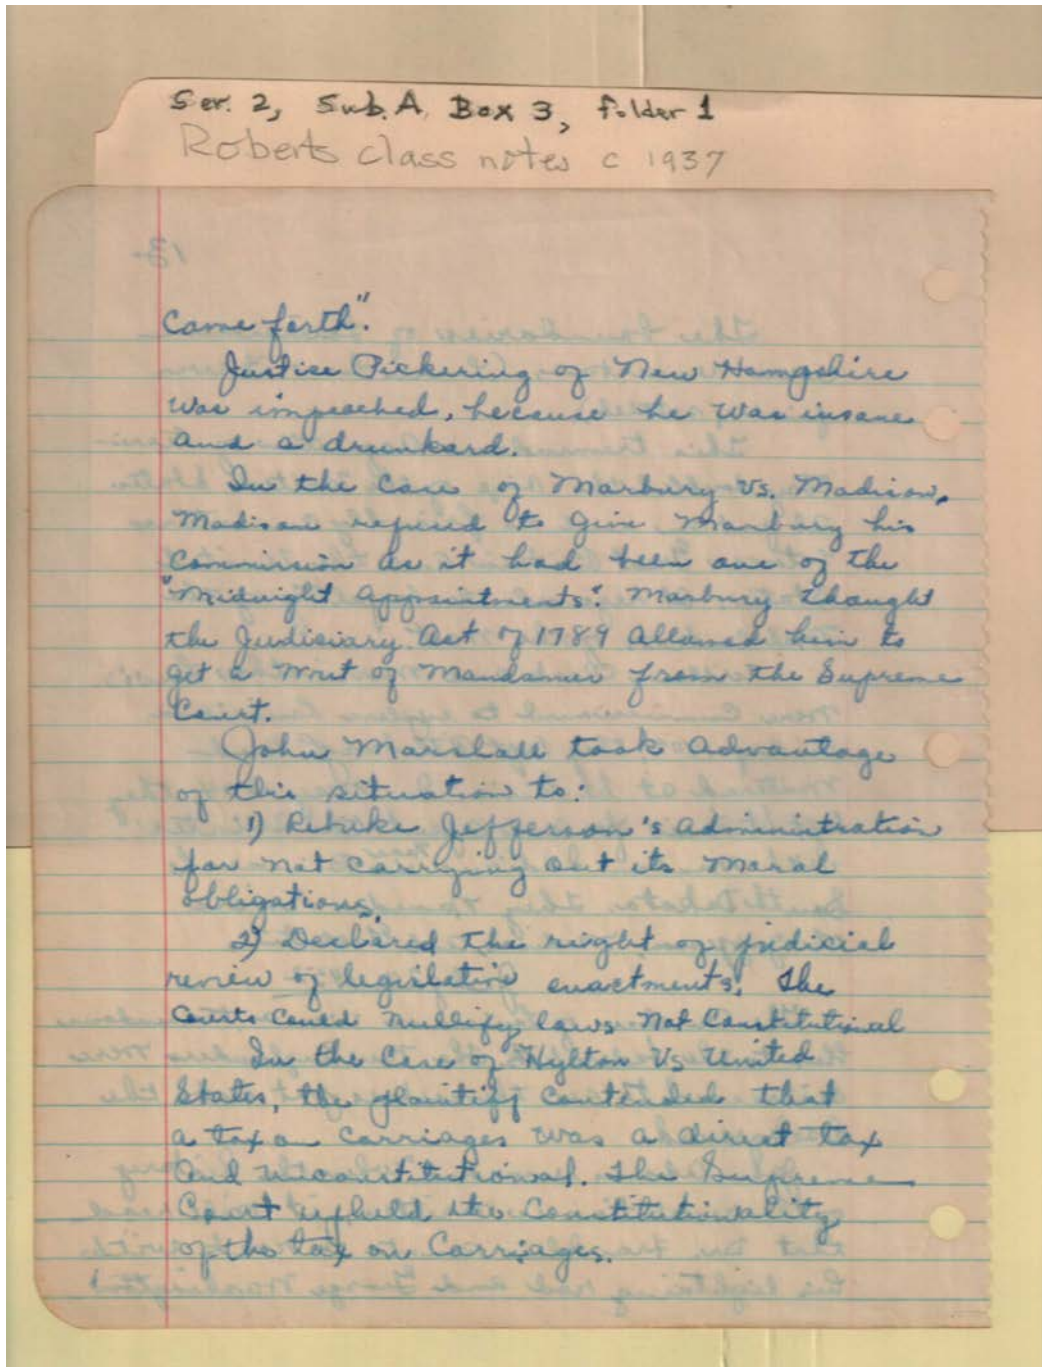 Ser. 2, Sub. A, Box 3, folder 1
Roberts class notes c 1937
13
Came forth".
Justice Pickering of New Hampshire
was impeached, because he was insane
and a drunkard.
In the Case of Marbury vs. Madison,
Madison refused to give Marbury his
Commission as it had been one of the
"Midnight Appointments". Marbury thought
the Judiciary Act of 1789 allowed him to
get a Writ of Mandamus from the Supreme
Court.
John Marshall took advantage
of this situation to:
1) Rebuke Jefferson's administration
for not carrying out its moral
obligations.
2) Declared the right of judicial
review of legislative enactments. The
Courts could nullify laws not Constitutional
In the Case of Hylton Vs United
States, the plaintiff contended that
a tax on Carriages was a direct tax
and unconstitutional. The Supreme
Court upheld the Constitutionality
of the tax on Carriages.